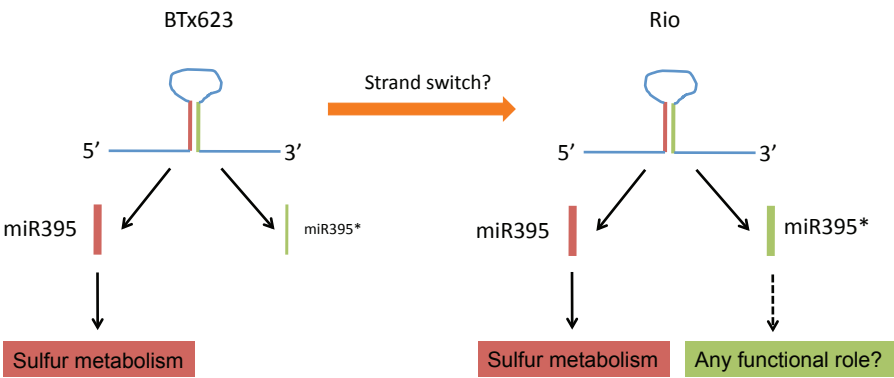 BTx623
Rio
Strand switch?
5’
3’
5’
3’
miR395
miR395*
miR395
miR395*
Sulfur metabolism
Sulfur metabolism
Any functional role?